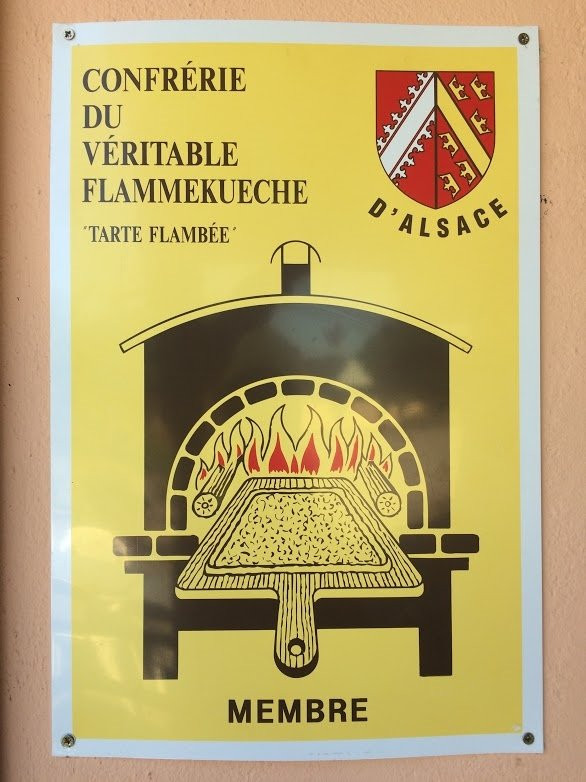 CONFRÉRIE
DU
VÉRITABLE
FLAMMEKUECHE
´TARTE FLAMBÉE´
D'ALSACE
MEMBRE